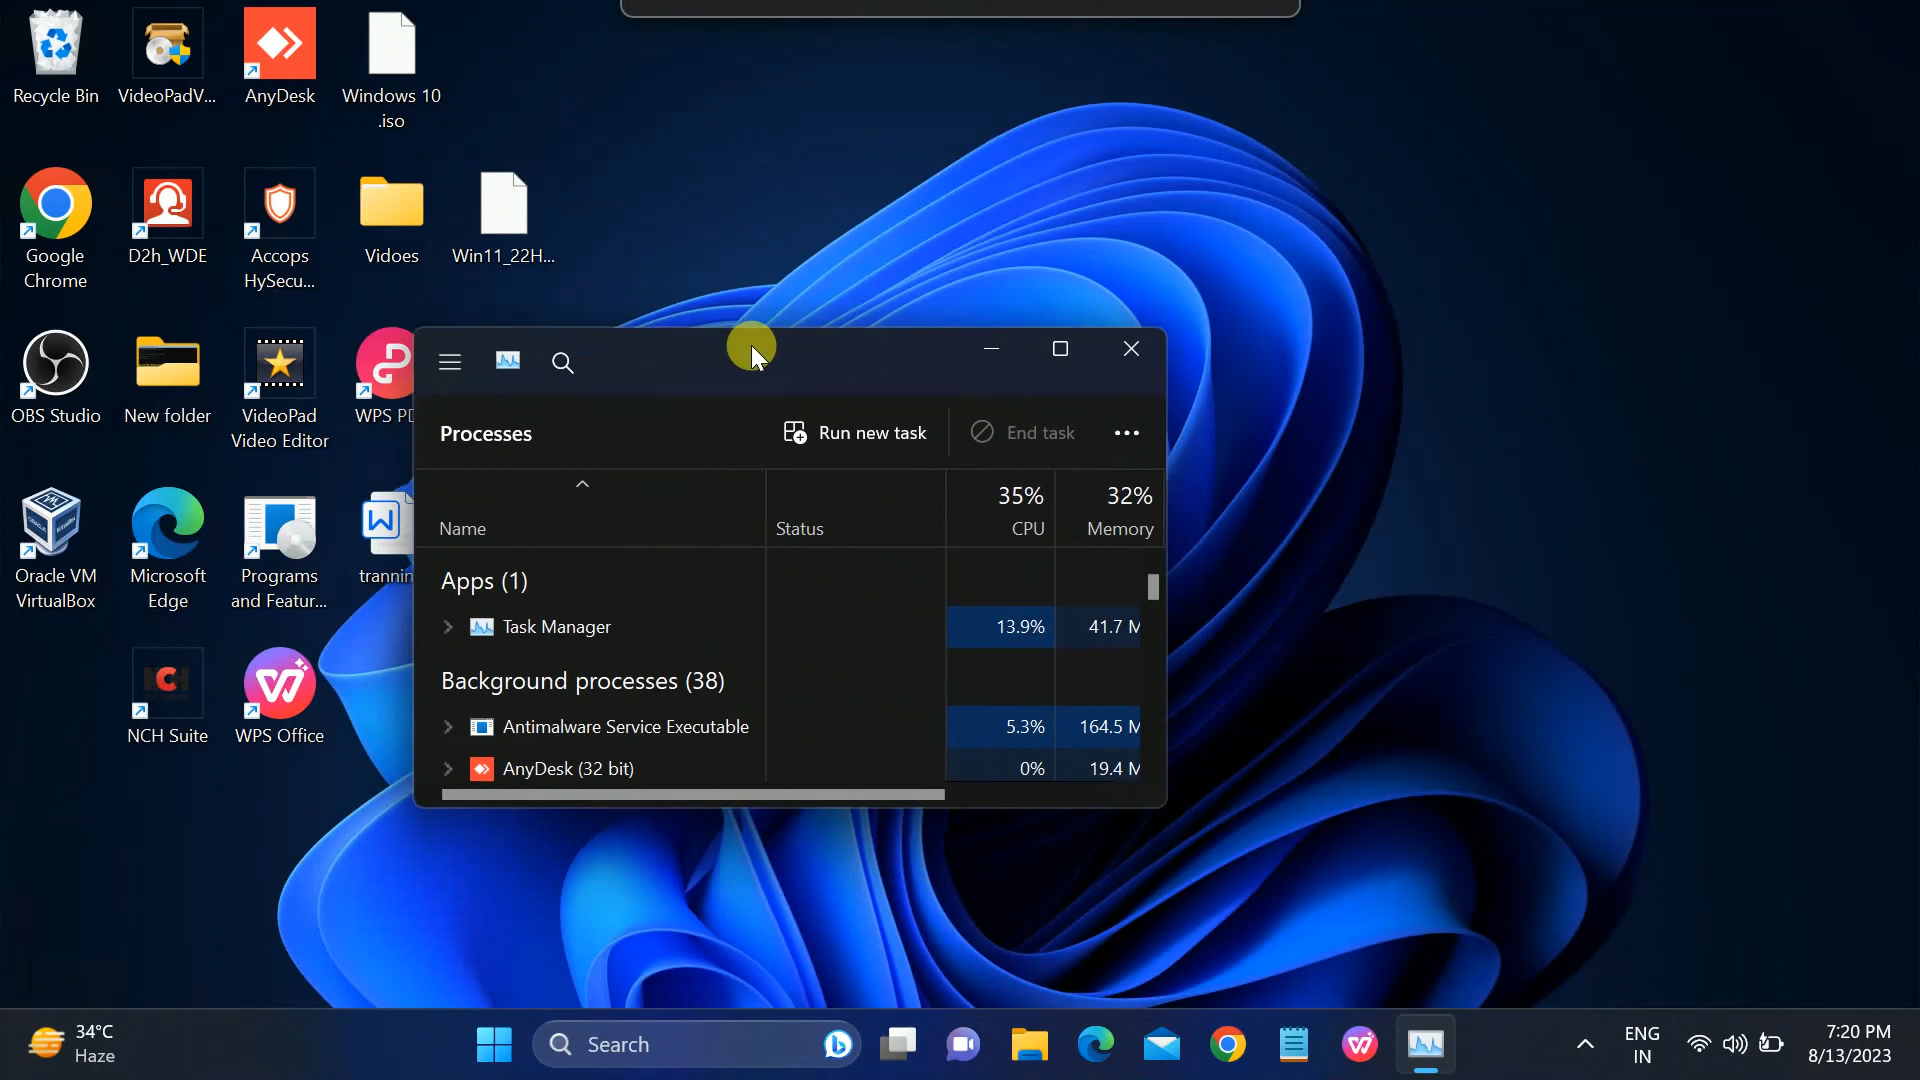 Recycle Bin
VideoPadV...
AnyDesk
Windows 10
.iso
Google
Chrome
D2h_WDE
Accops
HySecu...
Vidoes
Win11_22H...
OBS Studio
New folder
VideoPad
Video Editor
WPS PD
Oracle VM
VirtualBox
Microsoft
Edge
Programs
and Featur...
trannin
NCH Suite
WPS Office
Processes
Run new task
End task
Name
Status
35%
CPU
32%
Memory
Apps (1)
Task Manager
13.9%
41.7 M
Background processes (38)
Antimalware Service Executable
5.3%
164.5 M
AnyDesk (32 bit)
0%
19.4 M
34°C
Haze
Search
ENG
IN
7:20 PM
8/13/2023